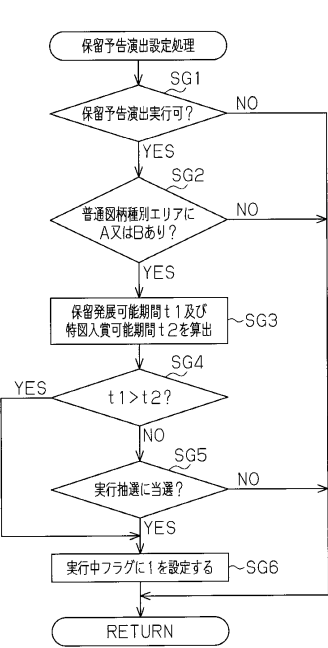 保留予告演出設定処理
SG1
保留予告演出実行可?
NO
YES
SG2
普通図柄種別エリアに
A又はBあり?
NO
YES
保留発展可能期間t1及び
特図入賞可能期間t2を算出
SG3
SG4
YES
t1>t2?
NO
SG5
実行抽選に当選?
NO
YES
実行中フラグに1を設定する
SG6
RETURN